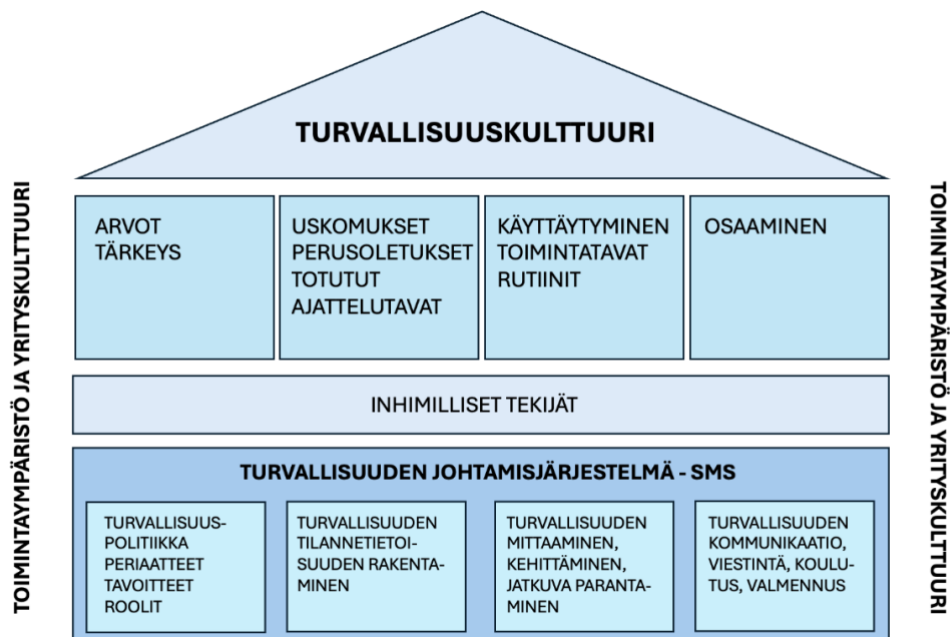 TURVALLISUUSKULTTUURI
TOIMINTAYMPÄRISTÖ JA YRITYSKULTTUURI
ARVOT
TÄRKEYS
USKOMUKSET
PERUSOLETUKSET
TOTUTUT
AJATTELUTAVAT
KÄYTTÄYTYMINEN
TOIMINTATAVAT
RUTIINIT
OSAAMINEN
TOIMINTAYMPÄRISTÖ JA YRITYSKULTTUURI
INHIMILLISET TEKIJÄT
TURVALLISUUDEN JOHTAMISJÄRJESTELMÄ - SMS
TURVALLISUUS-
POLITIIKKA
PERIAATTEET
TAVOITTEET
ROOLIT
TURVALLISUUDEN
TILANNETIETOI-
SUUDEN RAKENTA-
MINEN
TURVALLISUUDEN
MITTAAMINEN,
KEHITTÄMINEN,
JATKUVA PARANTA-
MINEN
TURVALLISUUDEN
KOMMUNIKAATIO,
VIESTINTÄ, KOULU-
TUS, VALMENNUS